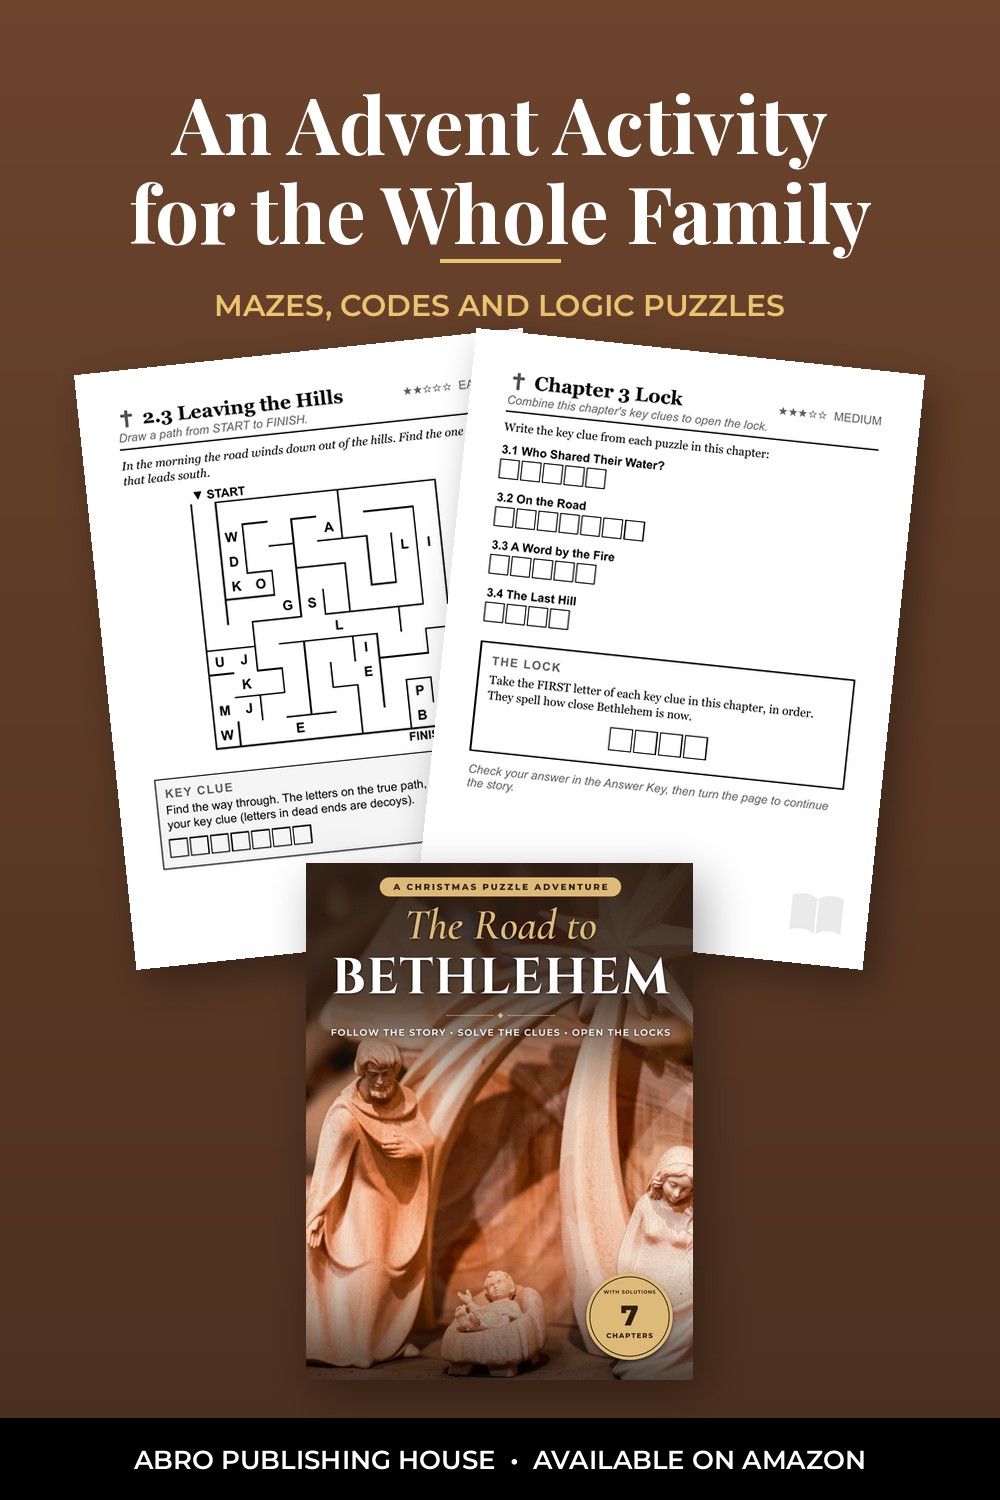 An Advent Activity
for the Whole Family
MAZES, CODES AND LOGIC PUZZLES
2.3 Leaving the Hills
★★☆☆☆
Draw a path from START to FINISH.
In the morning the road winds down out of the hills. Find the one
that leads south.
▼ START
W
A
D
L
I
K O
G S
L
U J
I
K
E
M J
P
W
E
B
KEY CLUE
Find the way through. The letters on the true path,
your key clue (letters in dead ends are decoys).
Chapter 3 Lock
★★★☆☆ MEDIUM
Combine this chapter's key clues to open the lock.
Write the key clue from each puzzle in this chapter:
3.1 Who Shared Their Water?
3.2 On the Road
3.3 A Word by the Fire
3.4 The Last Hill
THE LOCK
Take the FIRST letter of each key clue in this chapter, in order.
They spell how close Bethlehem is now.
Check your answer in the Answer Key, then turn the page to continue
the story.
A CHRISTMAS PUZZLE ADVENTURE
The Road to
BETHLEHEM
FOLLOW THE STORY • SOLVE THE CLUES • OPEN THE LOCKS
WITH SOLUTIONS
7
CHAPTERS
ABRO PUBLISHING HOUSE • AVAILABLE ON AMAZON